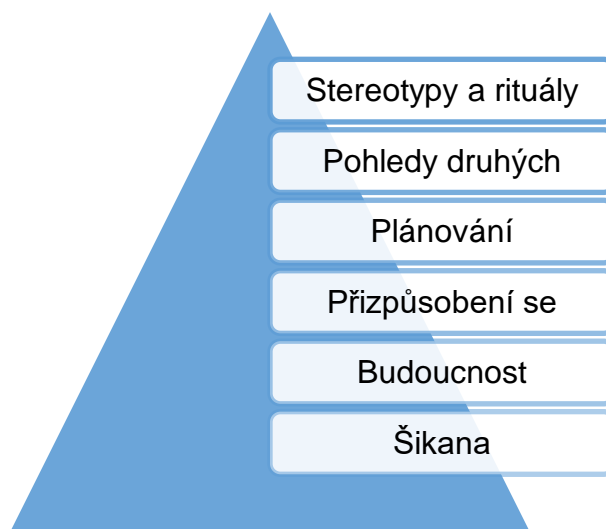 Stereotypy a rituály
Pohledy druhých
Plánování
Přizpůsobení se
Budoucnost
Šikana